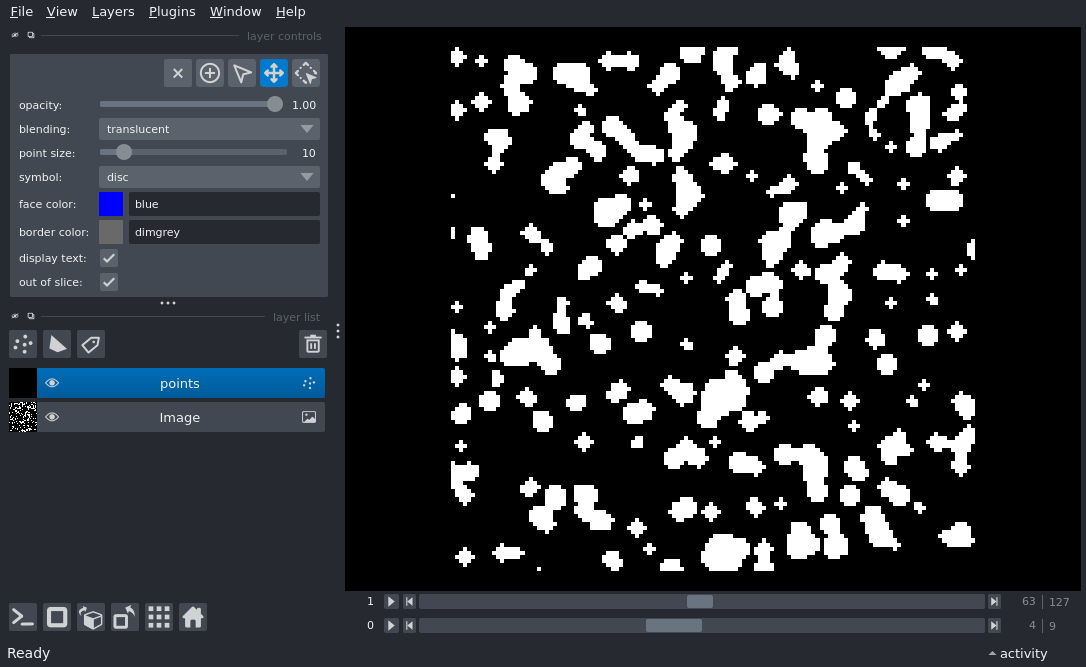 File View Layers Plugins Window Help
layer controls
opacity: 1.00
blending: translucent
point size: 10
symbol: disc
face color: blue
border color: dimgrey
display text:
out of slice:
layer list
points
Image
1 63 | 127
0 4 | 9
Ready activity